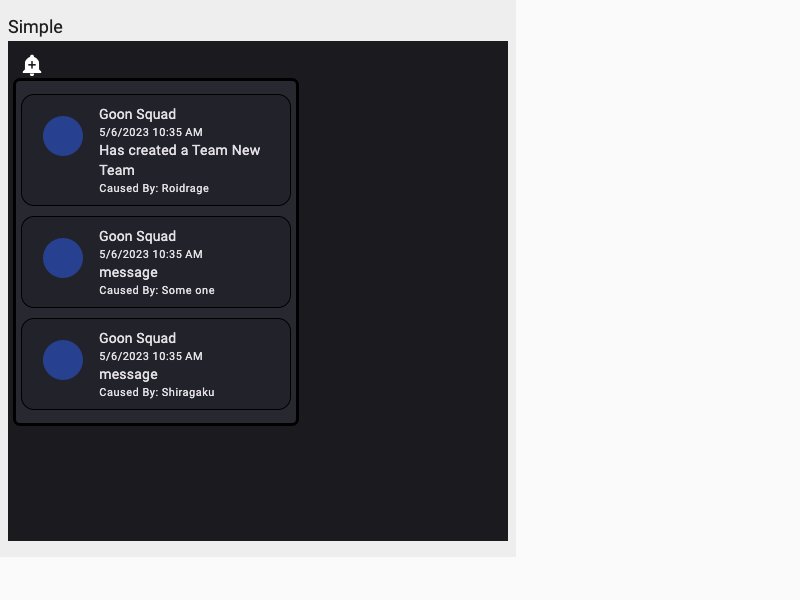 Simple
Goon Squad
5/6/2023 10:35 AM
Has created a Team New
Team
Caused By: Roidrage
Goon Squad
5/6/2023 10:35 AM
message
Caused By: Some one
Goon Squad
5/6/2023 10:35 AM
message
Caused By: Shiragaku